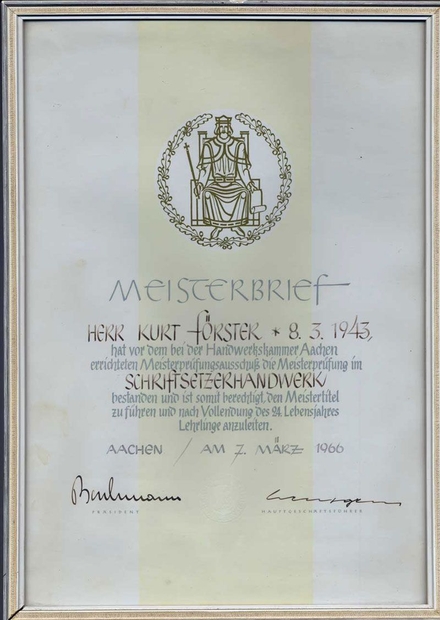 MEISTERBRIEF
HERR KURT FÖRSTER * 8. 3. 1943,
hat vor dem bei der Handwerkskammer Aachen
errichteten Meisterprüfungsausschuß die Meisterprüfung im
SCHRIFTSETZERHANDWERK
bestanden und ist somit berechtigt, den Meistertitel
zu führen und nach Vollendung des 24. Lebensjahres
Lehrlinge anzuleiten.
AACHEN / AM 7. MÄRZ 1966
PRÄSIDENT
HAUPTGESCHÄFTSFÜHRER